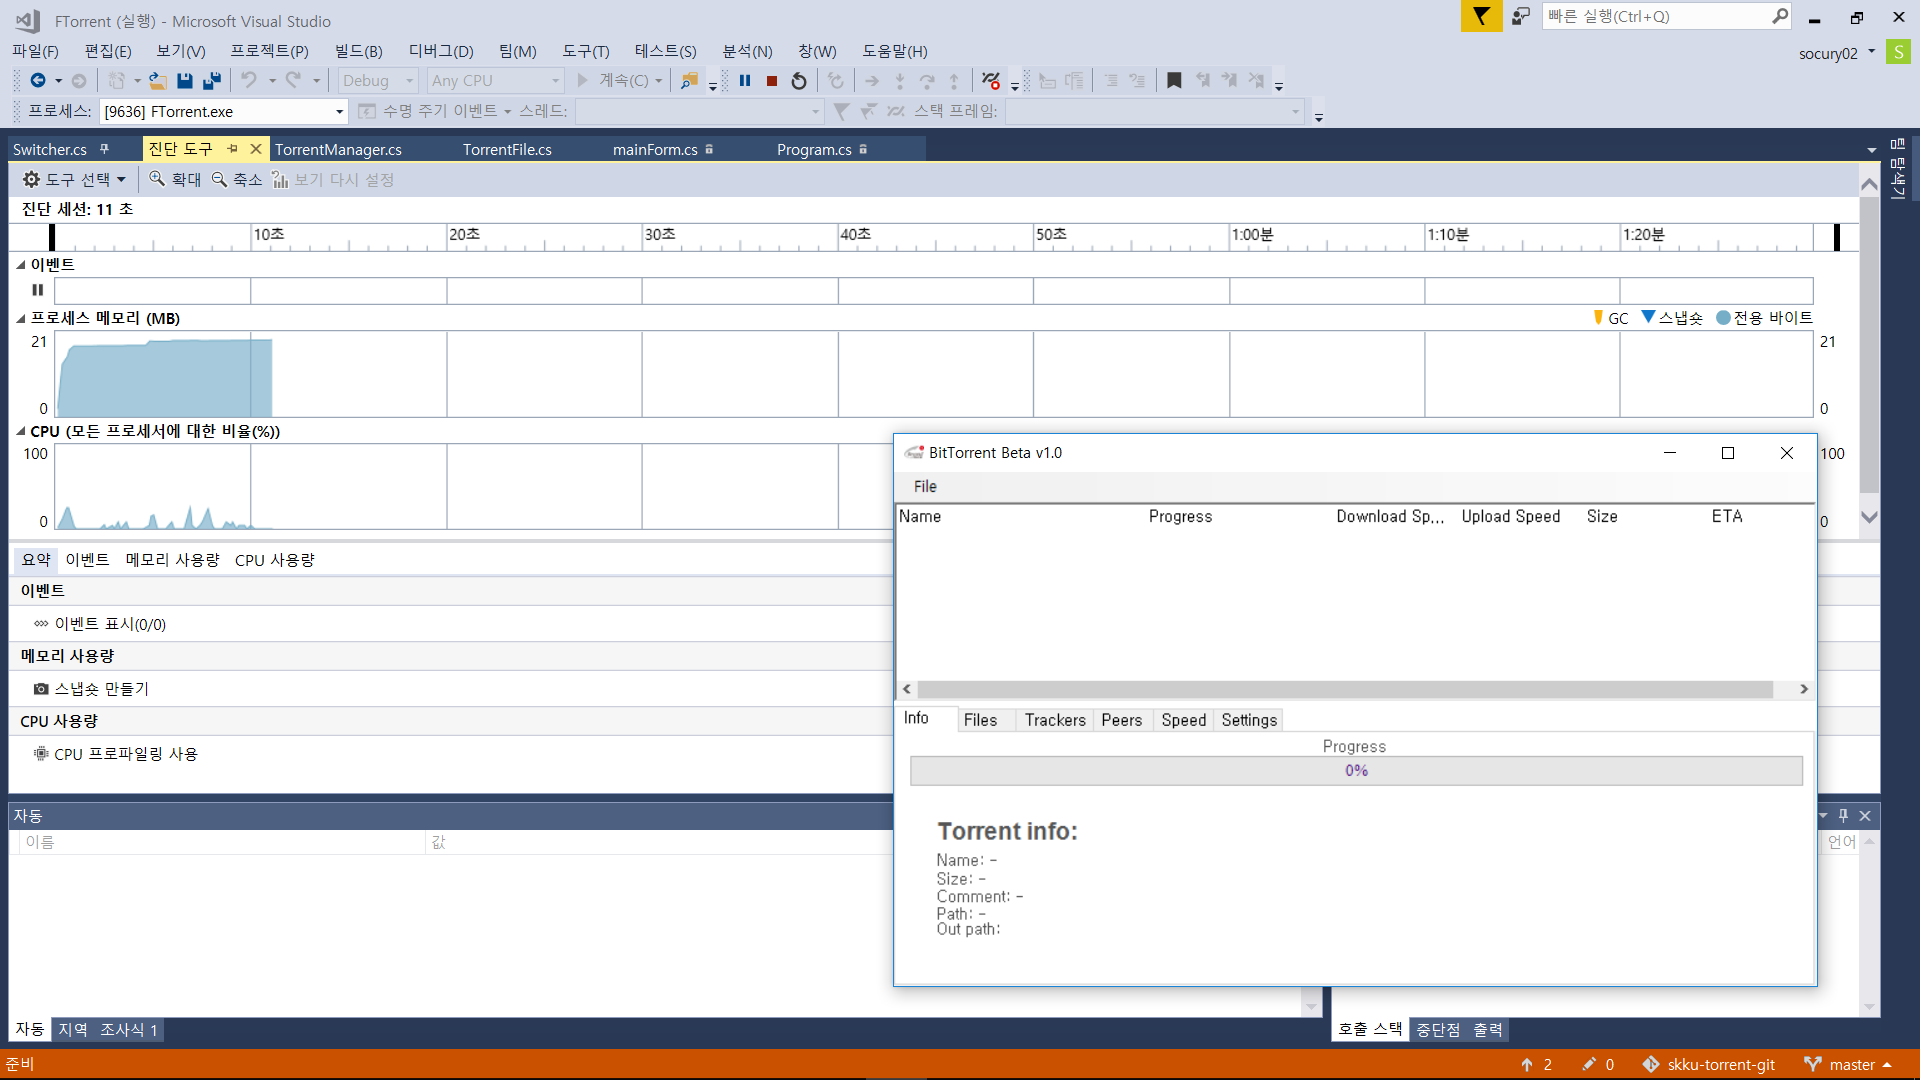 FTorrent (실행) - Microsoft Visual Studio
빠른 실행(Ctrl+Q)
파일(F) 편집(E) 보기(V) 프로젝트(P) 빌드(B) 디버그(D) 팀(M) 도구(T) 테스트(S) 분석(N) 창(W) 도움말(H)
socury02 S
Debug Any CPU 계속(C)
프로세스: [9636] FTorrent.exe 수명 주기 이벤트 스레드: 스택 프레임:
Switcher.cs 진단 도구 TorrentManager.cs TorrentFile.cs mainForm.cs Program.cs
팀 탐색기
도구 선택 확대 축소 보기 다시 설정
진단 세션: 11 초
10초 20초 30초 40초 50초 1:00분 1:10분 1:20분
이벤트
프로세스 메모리 (MB) GC 스냅숏 전용 바이트
21 21
0 0
CPU (모든 프로세서에 대한 비율(%))
100 100
0 0
요약 이벤트 메모리 사용량 CPU 사용량
이벤트
이벤트 표시(0/0)
메모리 사용량
스냅숏 만들기
CPU 사용량
CPU 프로파일링 사용
BitTorrent Beta v1.0
File
Name Progress Download Sp... Upload Speed Size ETA
Info Files Trackers Peers Speed Settings
Progress
0%
Torrent info:
Name: -
Size: -
Comment: -
Path: -
Out path:
자동
이름 값 언어
자동 지역 조사식 1 호출 스택 중단점 출력
준비 2 0 skku-torrent-git master